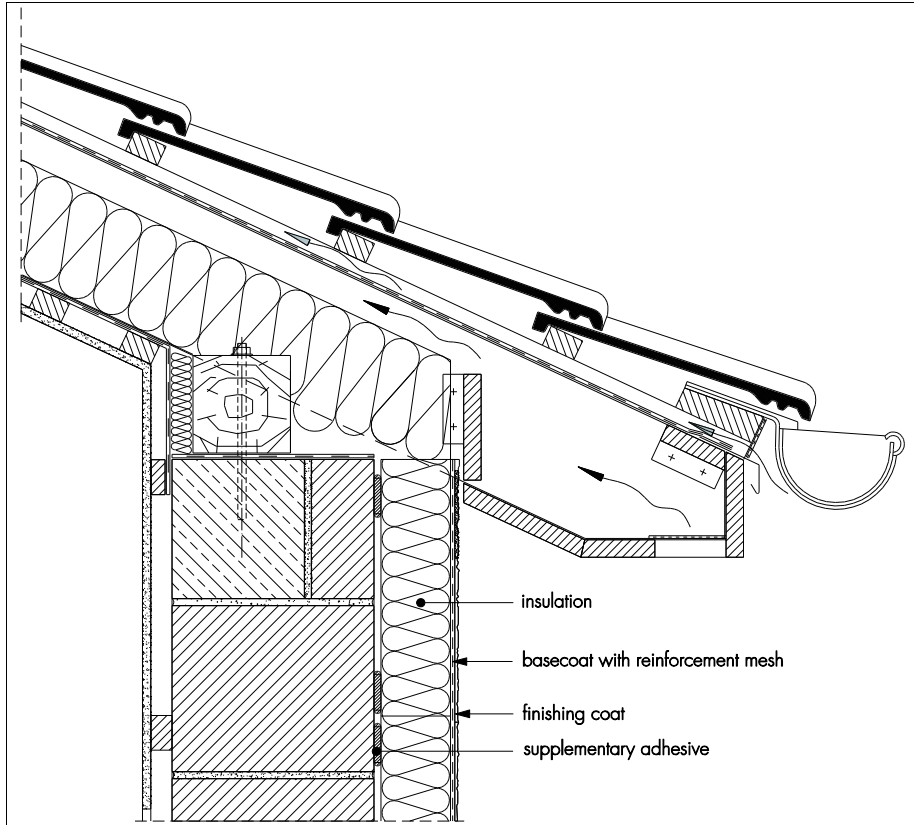 insulation
basecoat with reinforcement mesh
finishing coat
supplementary adhesive